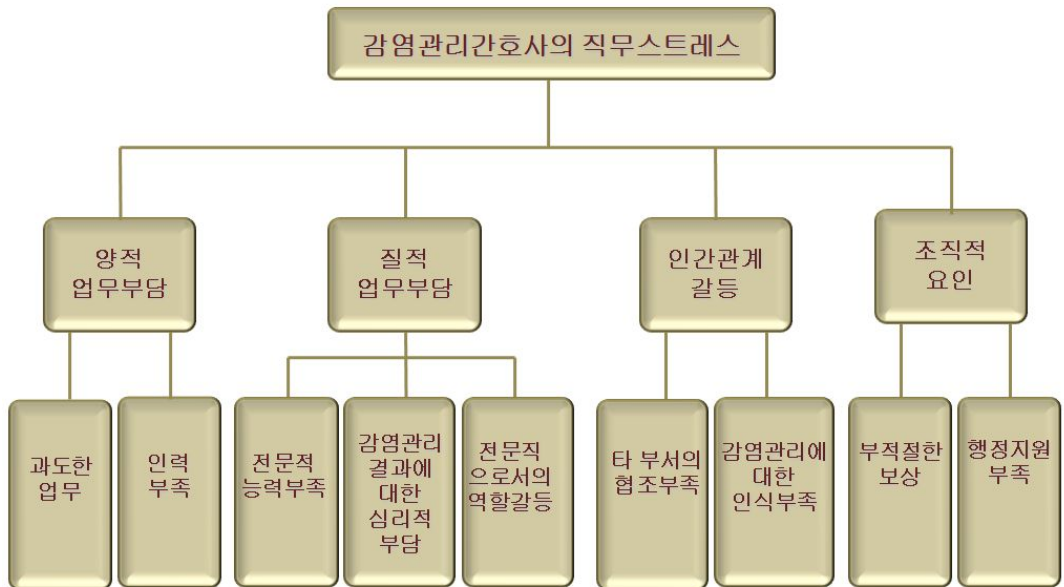 감염관리간호사의 직무스트레스
양적
업무부담
질적
업무부담
인간관계
갈등
조직적
요인
과도한
업무
인력
부족
전문적
능력부족
감염관리
결과에
대한
심리적
부담
전문직
으로서의
역할갈등
타 부서의
협조부족
감염관리에
대한
인식부족
부적절한
보상
행정지원
부족